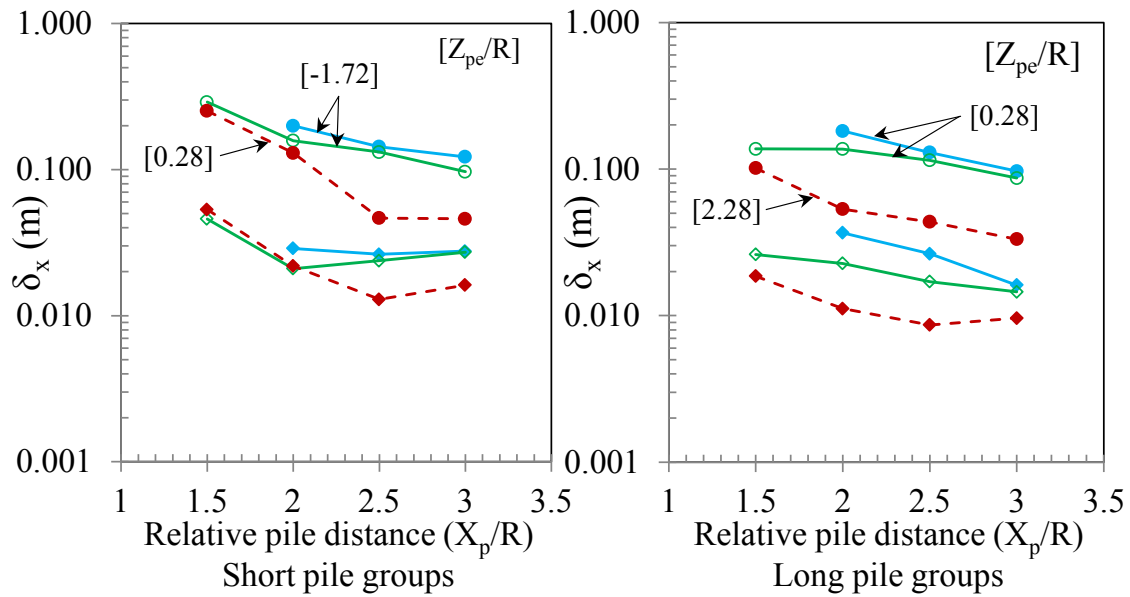 1.000
0.100
0.010
0.001
δx (m)
[Zpe/R]
[-1.72]
[0.28]
1 1.5 2 2.5 3 3.5
Relative pile distance (Xp/R)
Short pile groups
1.000
0.100
0.010
0.001
δx (m)
[Zpe/R]
[0.28]
[2.28]
1 1.5 2 2.5 3 3.5
Relative pile distance (Xp/R)
Long pile groups